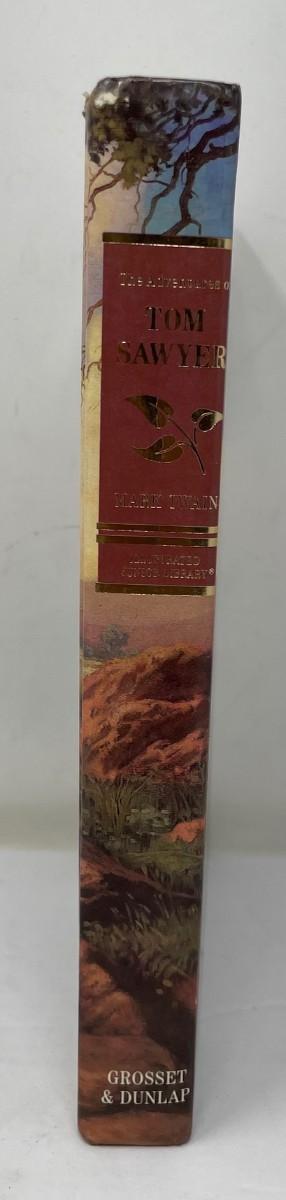 The Adventures of
TOM
SAWYER
MARK TWAIN
ILLUSTRATED
JUNIOR LIBRARY®
GROSSET
& DUNLAP